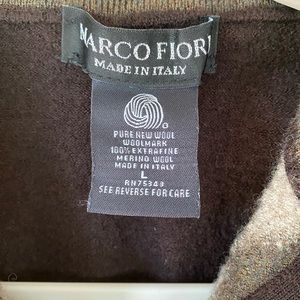 MARCO FIORI
MADE IN ITALY
PURE NEW WOOL
WOOLMARK
100% EXTRAFINE
MERINO WOOL
MADE IN ITALY
L
RN75343
SEE REVERSE FOR CARE